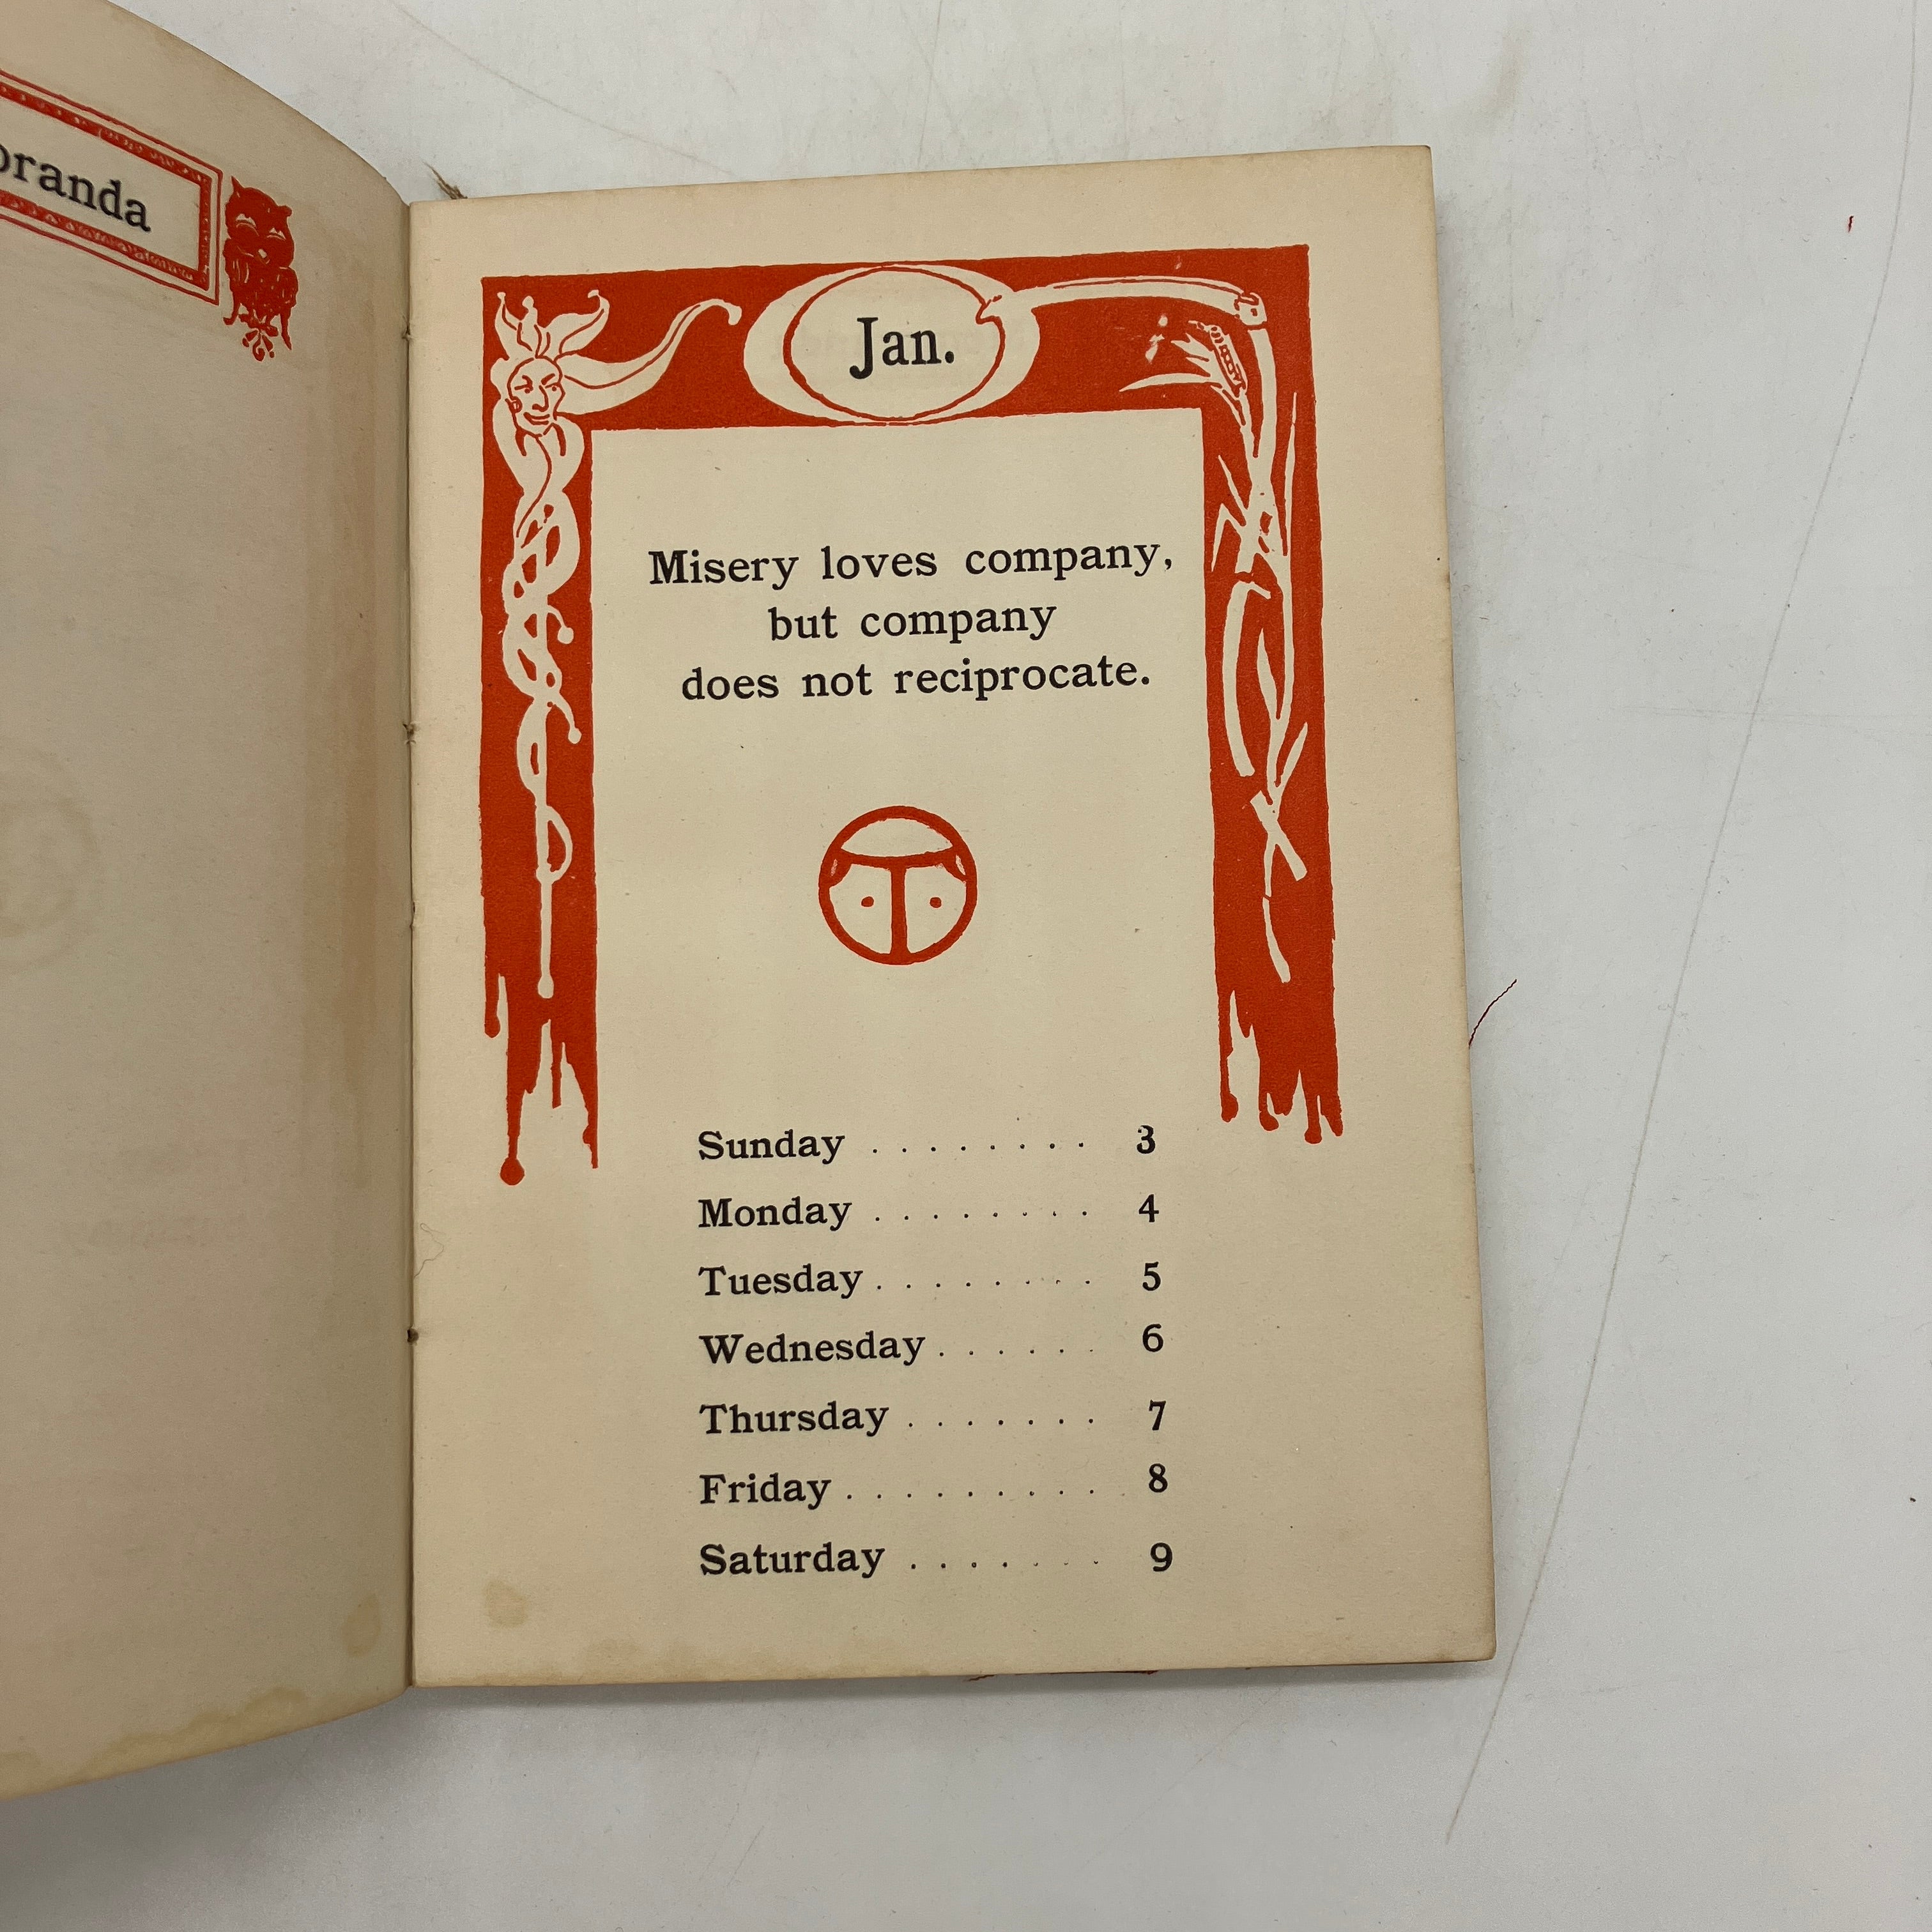 Jan.
Misery loves company,
but company
does not reciprocate.
Sunday ........ 3
Monday ........ 4
Tuesday ........ 5
Wednesday ...... 6
Thursday ....... 7
Friday ......... 8
Saturday ....... 9